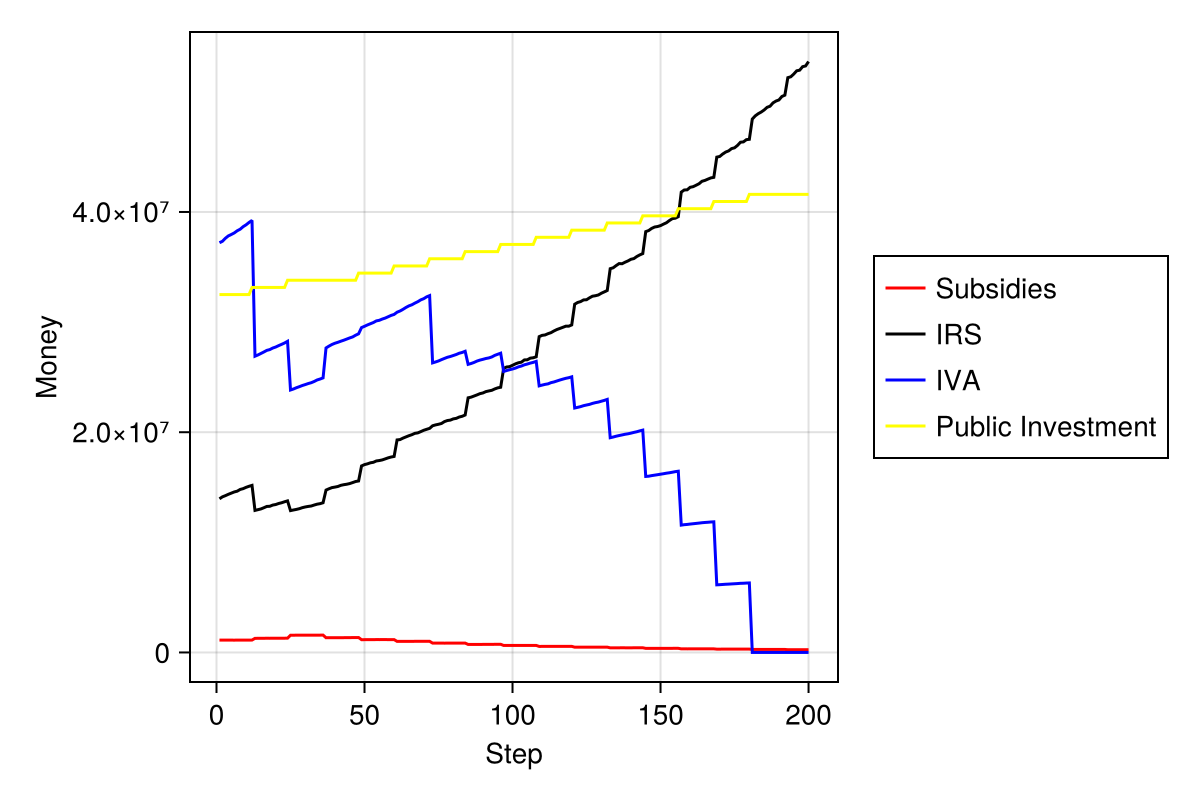 Money
4.0×10⁷
2.0×10⁷
0
0 50 100 150 200
Step
Subsidies
IRS
IVA
Public Investment